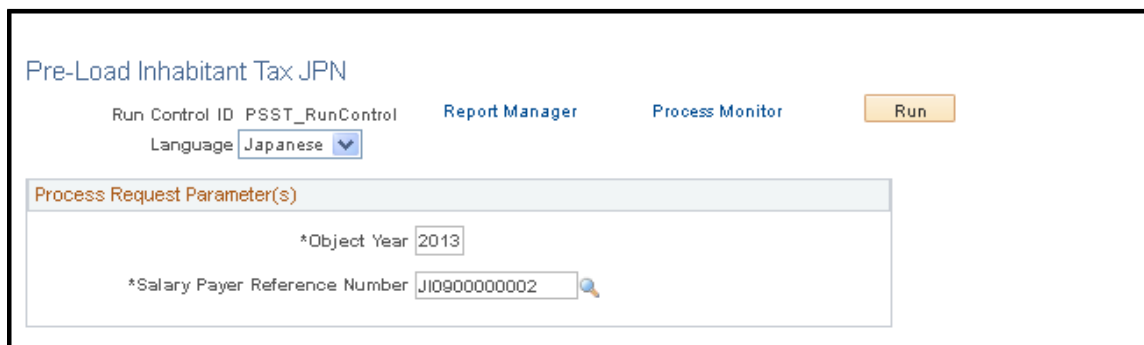 Pre-Load Inhabitant Tax JPN
Run Control ID PSST_RunControl Report Manager Process Monitor Run
Language Japanese
Process Request Parameter(s)
*Object Year 2013
*Salary Payer Reference Number JI0900000002